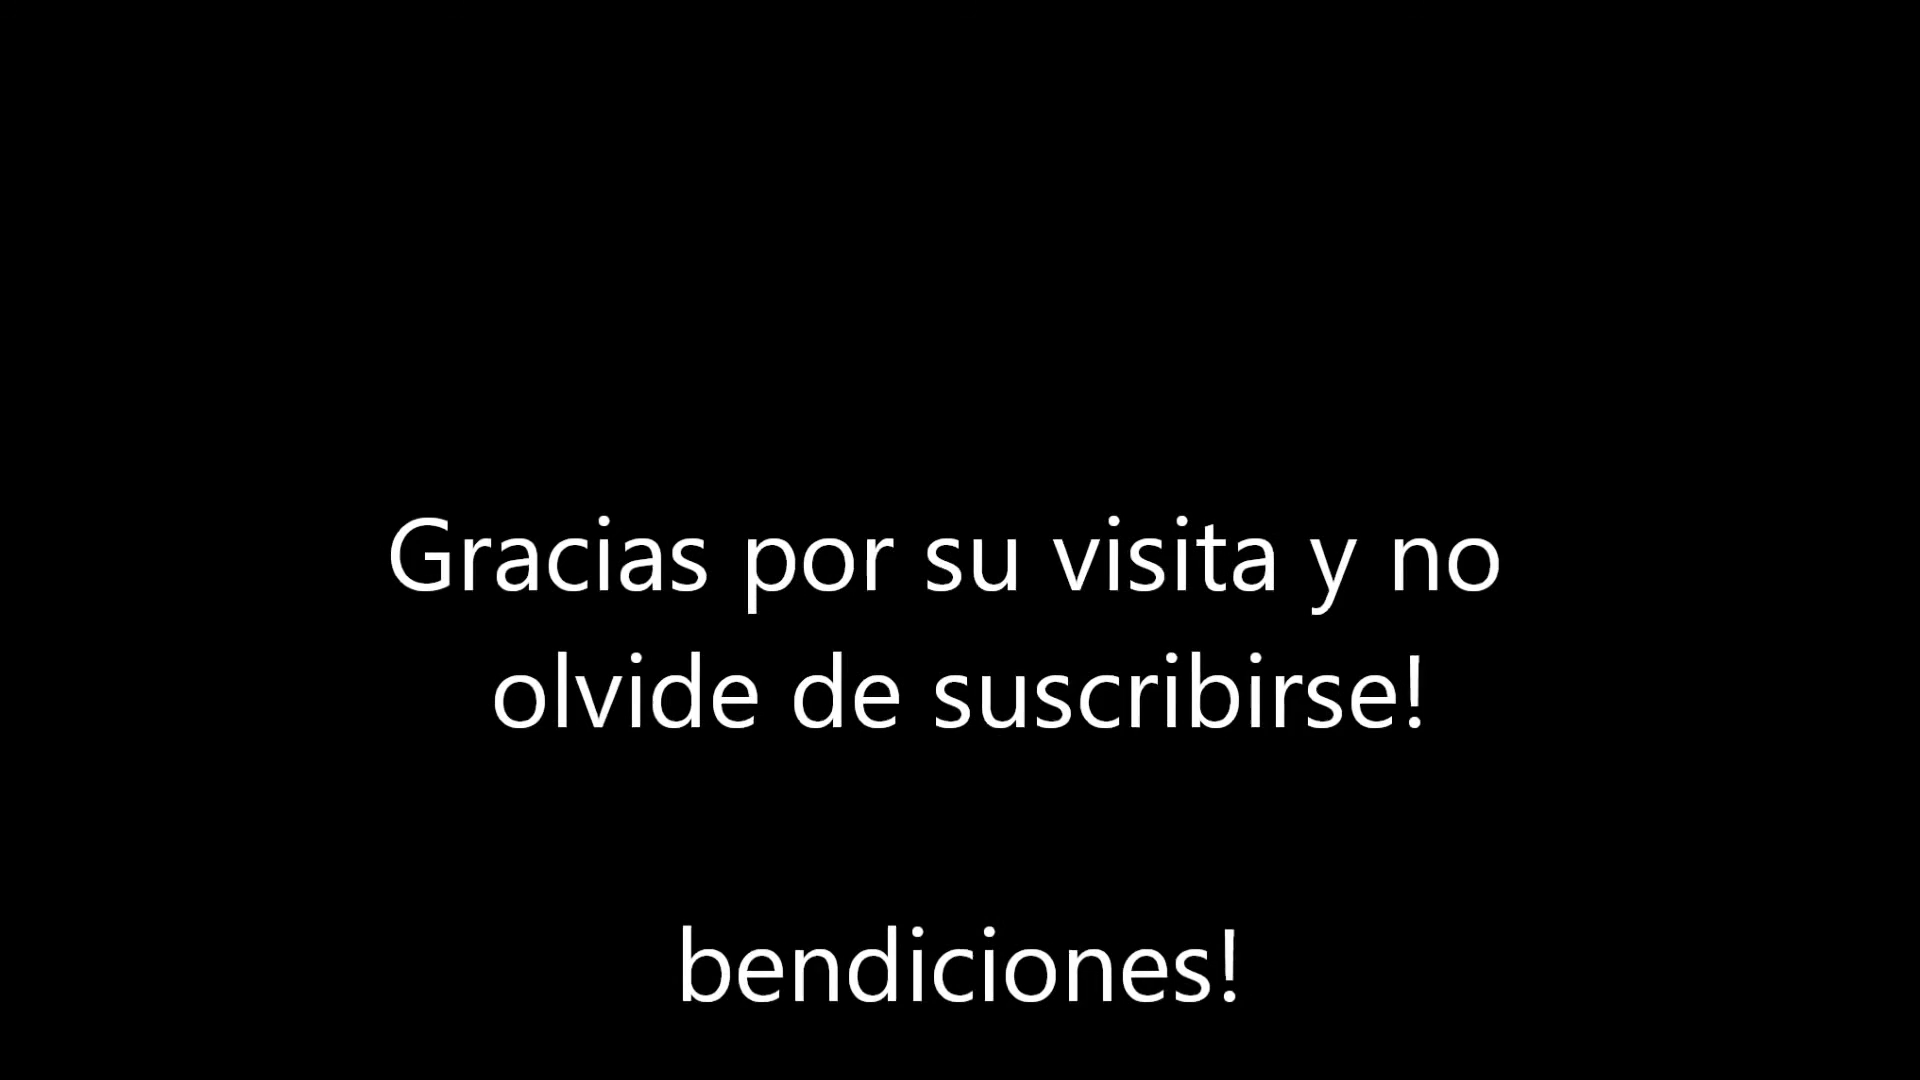 Gracias por su visita y no
olvide de suscribirse!
bendiciones!